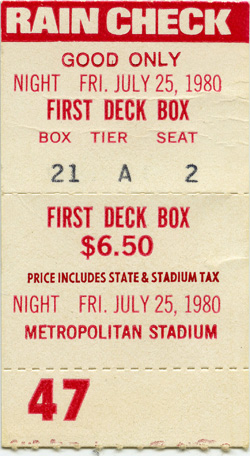 RAIN CHECK
GOOD ONLY
NIGHT FRI. JULY 25, 1980
FIRST DECK BOX
BOX TIER SEAT
21 A 2
FIRST DECK BOX
$6.50
PRICE INCLUDES STATE & STADIUM TAX
NIGHT FRI. JULY 25, 1980
METROPOLITAN STADIUM
47